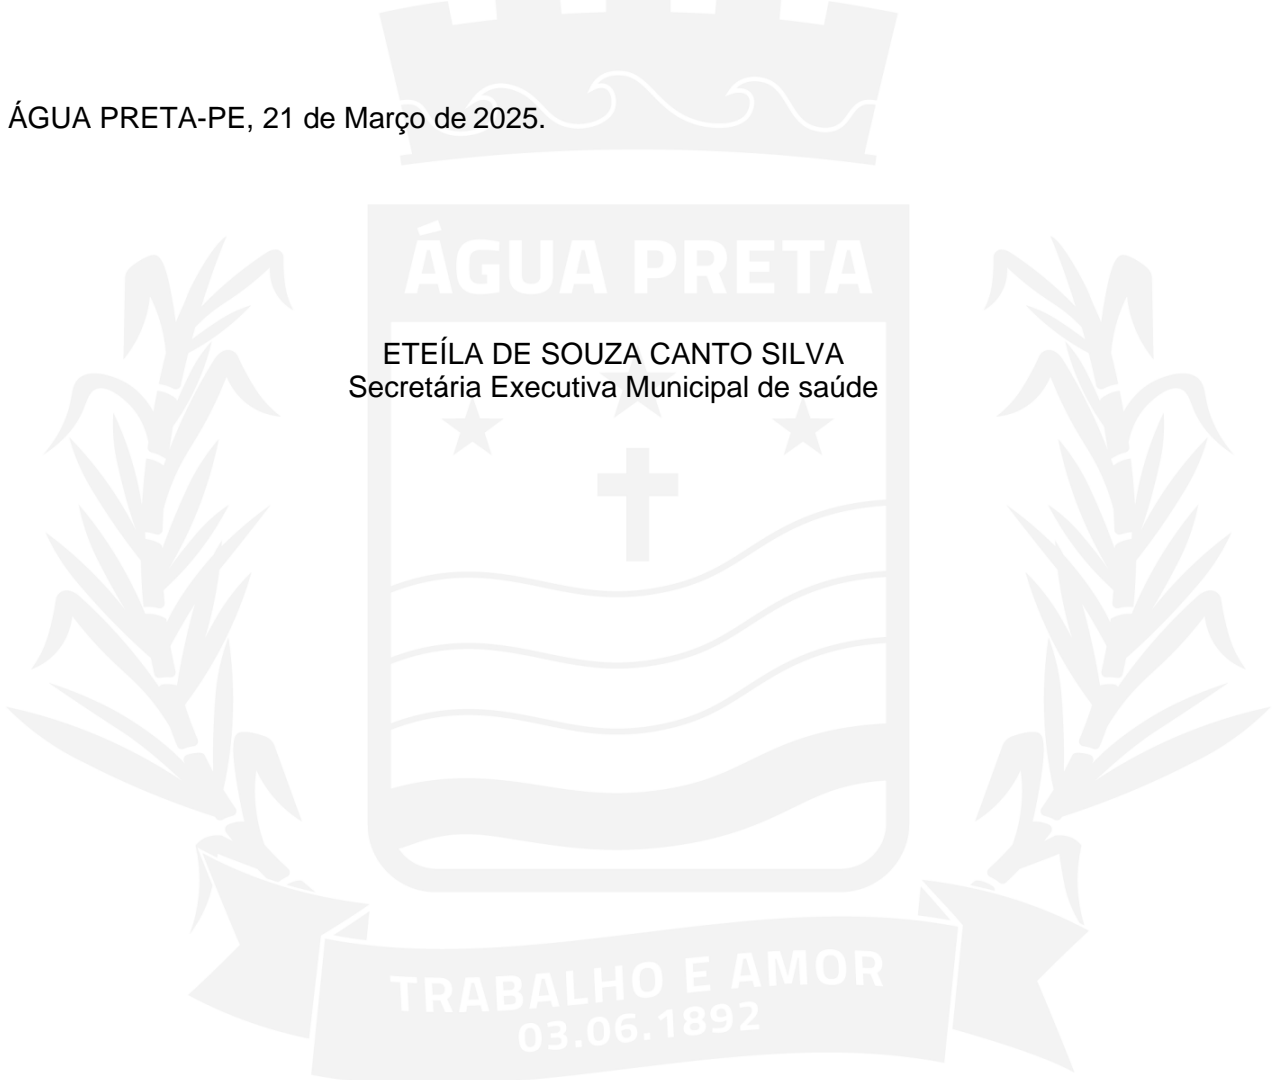 ÁGUA PRETA-PE, 21 de Março de 2025.
ÁGUA PRETA
ETEÍLA DE SOUZA CANTO SILVA
Secretária Executiva Municipal de saúde
TRABALHO E AMOR
03.06.1892